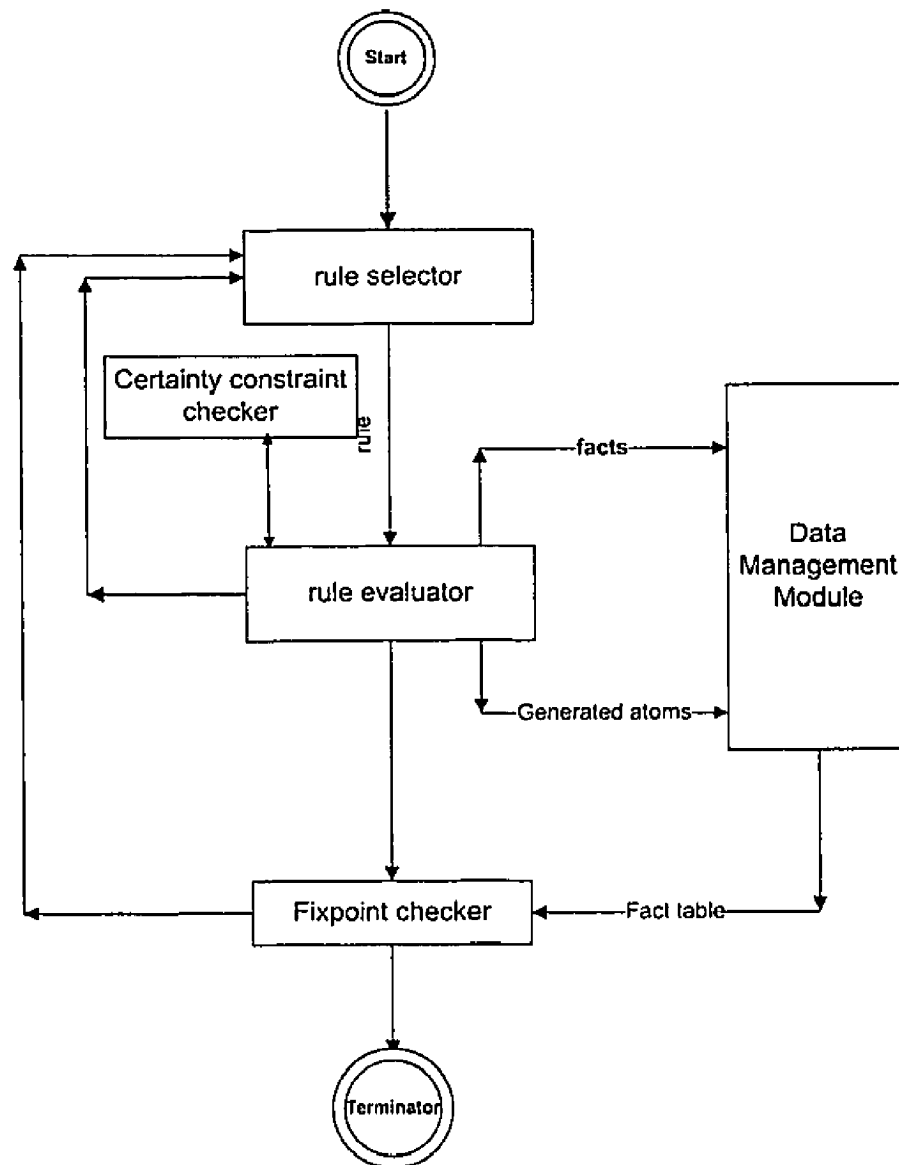 Start
rule selector
Certainty constraint
checker
rule
facts
Data
Management
Module
rule evaluator
Generated atoms
Fixpoint checker
Fact table
Terminator